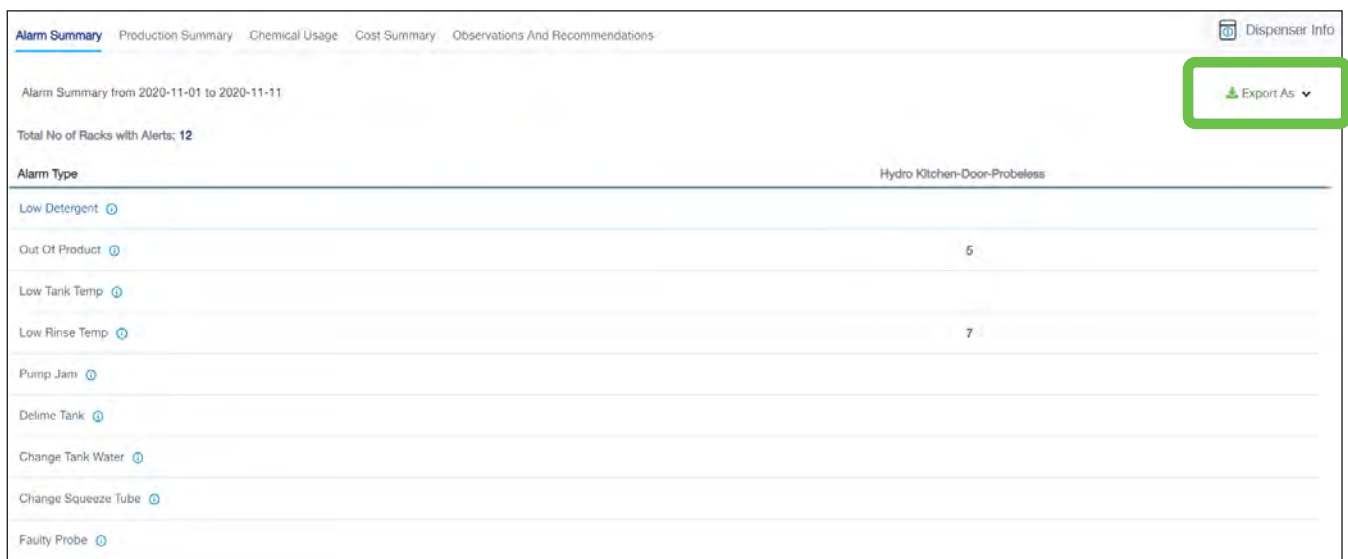 Alarm Summary Production Summary Chemical Usage Cost Summary Observations And Recommendations Dispenser Info
Alarm Summary from 2020-11-01 to 2020-11-11 Export As
Total No of Racks with Alerts: 12
Alarm Type Hydro Kitchen-Door-Probeless
Low Detergent
Out Of Product 5
Low Tank Temp
Low Rinse Temp 7
Pump Jam
Delime Tank
Change Tank Water
Change Squeeze Tube
Faulty Probe